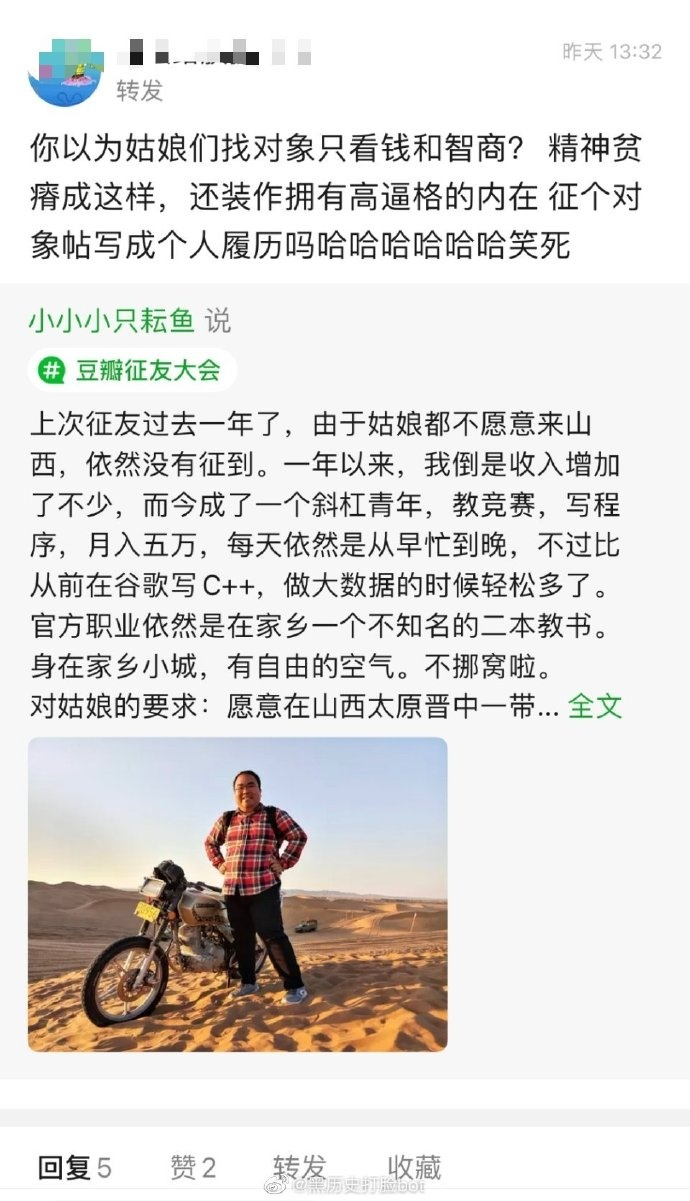 昨天 13:32
转发
你以为姑娘们找对象只看钱和智商? 精神贫
瘠成这样，还装作拥有高逼格的内在 征个对
象帖写成个人履历吗哈哈哈哈哈哈笑死
小小小只耘鱼 说
# 豆瓣征友大会
上次征友过去一年了，由于姑娘都不愿意来山
西，依然没有征到。一年以来，我倒是收入增加
了不少，而今成了一个斜杠青年，教竞赛，写程
序，月入五万，每天依然是从早忙到晚，不过比
从前在谷歌写 C++，做大数据的时候轻松多了。
官方职业依然是在家乡一个不知名的二本教书。
身在家乡小城，有自由的空气。不挪窝啦。
对姑娘的要求：愿意在山西太原晋中一带... 全文
回复 5 赞 2 转发 收藏
@黑历史打脸bot